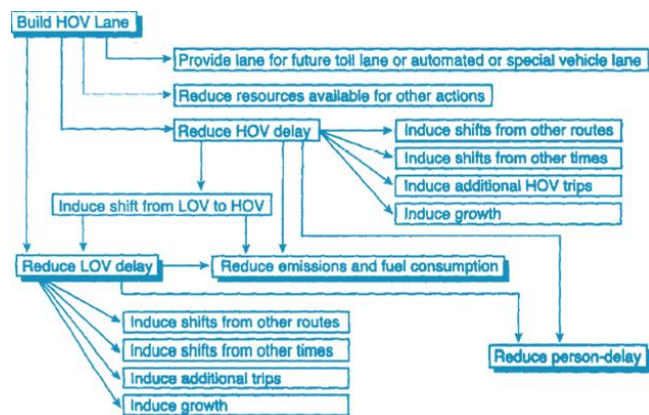 Build HOV Lane
Provide lane for future toll lane or automated or special vehicle lane
Reduce resources available for other actions
Reduce HOV delay
Induce shifts from other routes
Induce shifts from other times
Induce additional HOV trips
Induce growth
Induce shift from LOV to HOV
Reduce LOV delay
Reduce emissions and fuel consumption
Induce shifts from other routes
Induce shifts from other times
Induce additional trips
Induce growth
Reduce person-delay